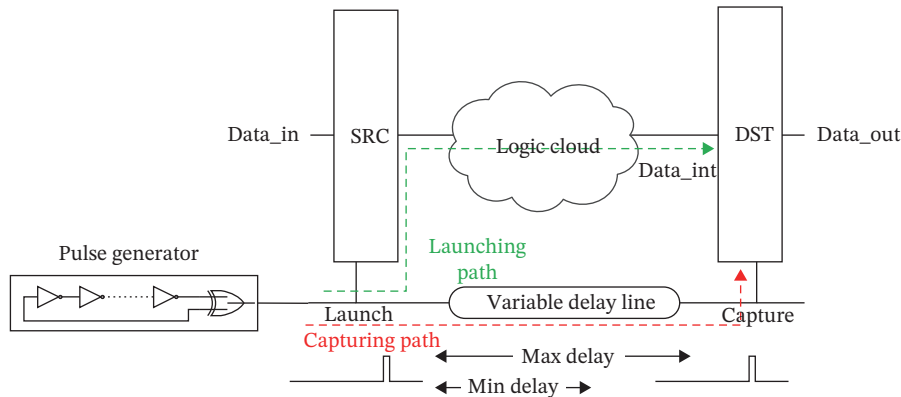 Data_in
SRC
Logic cloud
Data_int
DST
Data_out
Pulse generator
Launching
path
Variable delay line
Launch
Capture
Capturing path
Max delay
Min delay